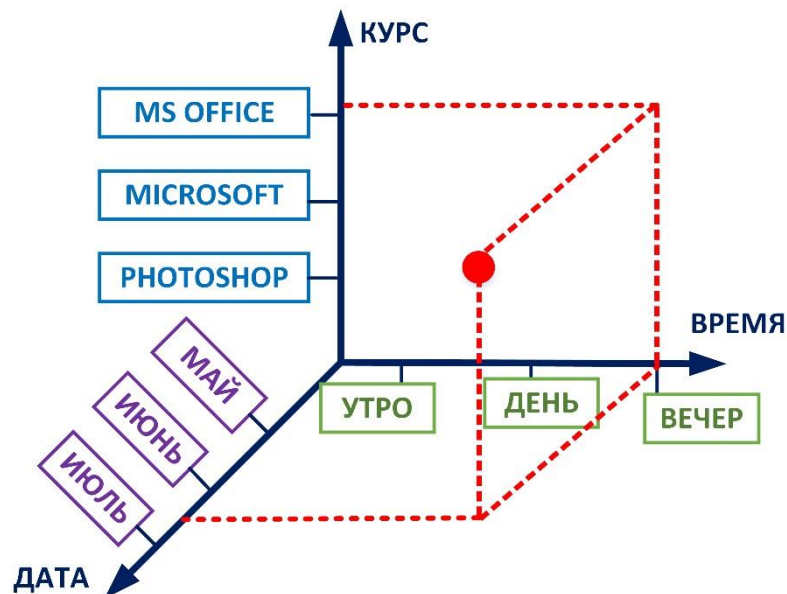 КУРС
MS OFFICE
MICROSOFT
PHOTOSHOP
ВРЕМЯ
МАЙ
УТРО
ДЕНЬ
ВЕЧЕР
ИЮНЬ
ИЮЛЬ
ДАТА